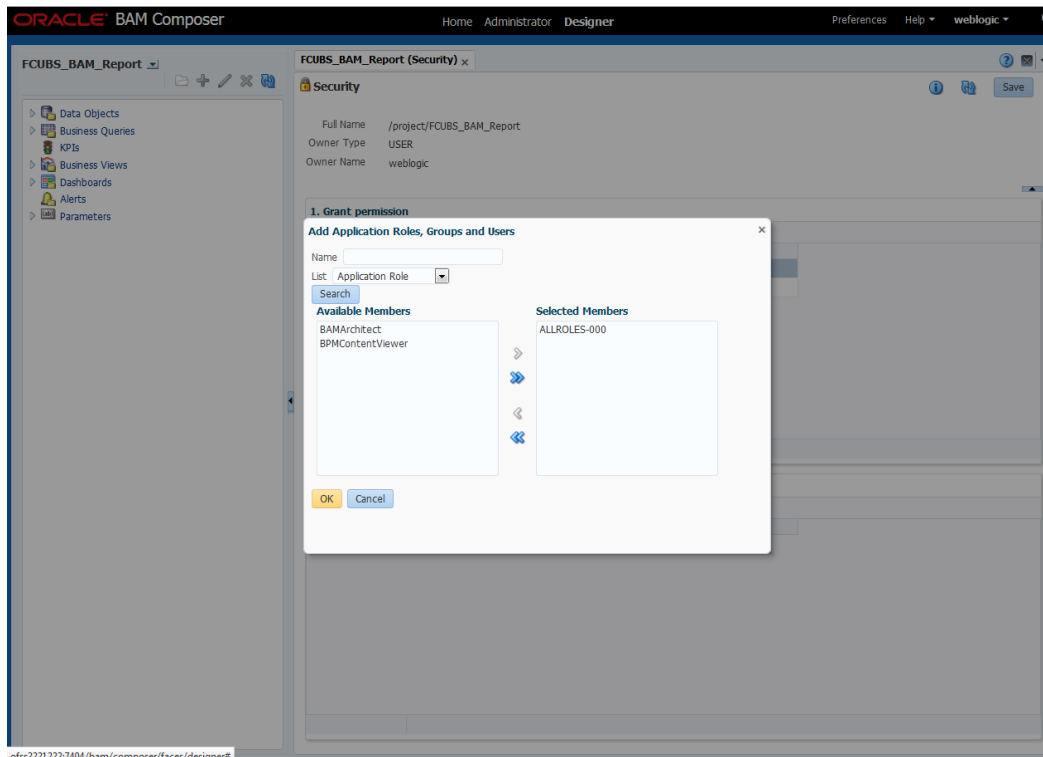 ORACLE BAM Composer
Home Administrator Designer
Preferences Help weblogic
FCUBS_BAM_Report
Data Objects
Business Queries
KPIs
Business Views
Dashboards
Alerts
Parameters
FCUBS_BAM_Report (Security) x
Security
Save
Full Name /project/FCUBS_BAM_Report
Owner Type USER
Owner Name weblogic
1. Grant permission
Add Application Roles, Groups and Users
Name
List Application Role
Search
Available Members
BAMArchitect
BPMContentViewer
Selected Members
ALLROLES-000
OK Cancel